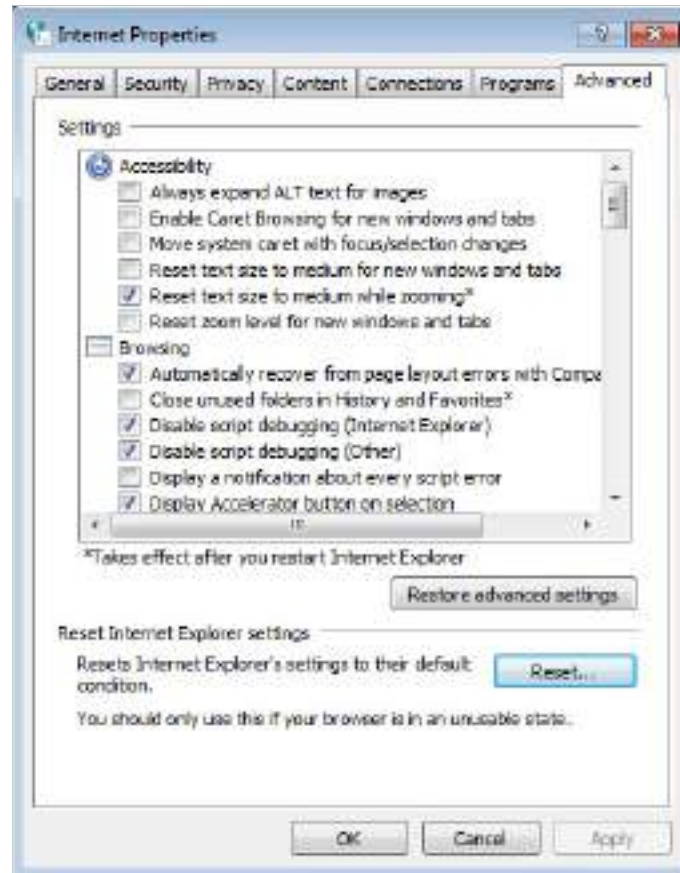 Internet Properties
General Security Privacy Content Connections Programs Advanced
Settings
Accessibility
Always expand ALT text for images
Enable Caret Browsing for new windows and tabs
Move system caret with focus/selection changes
Reset text size to medium for new windows and tabs
Reset text size to medium while zooming*
Reset zoom level for new windows and tabs
Browsing
Automatically recover from page layout errors with Compa
Close unused folders in History and Favorites*
Disable script debugging (Internet Explorer)
Disable script debugging (Other)
Display a notification about every script error
Display Accelerator button on selection
*Takes effect after you restart Internet Explorer
Restore advanced settings
Reset Internet Explorer settings
Resets Internet Explorer's settings to their default
condition.
Reset...
You should only use this if your browser is in an unusable state.
OK Cancel Apply